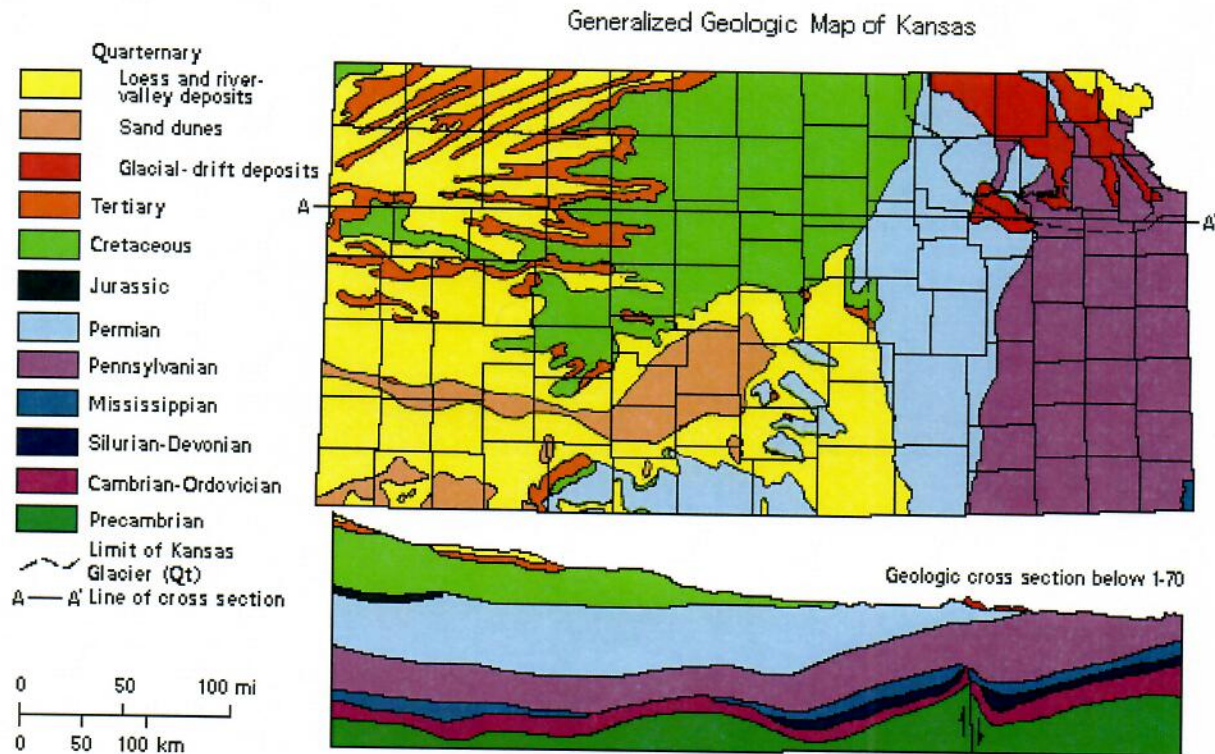 Generalized Geologic Map of Kansas
Quarternary
Loess and river-
valley deposits
Sand dunes
Glacial-drift deposits
Tertiary
Cretaceous
Jurassic
Permian
Pennsylvanian
Mississippian
Silurian-Devonian
Cambrian-Ordovician
Precambrian
Limit of Kansas
Glacier (Qt)
A A' Line of cross section
0 50 100 mi
0 50 100 km
A A'
Geologic cross section below I-70